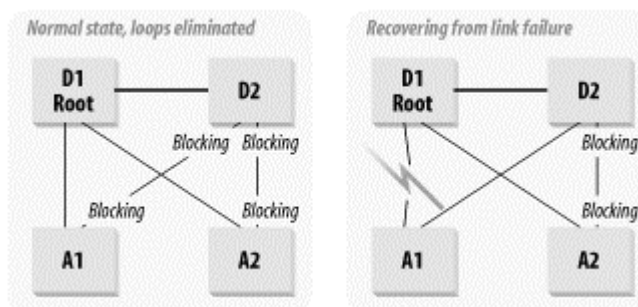 Normal state, loops eliminated
D1
Root
D2
Blocking
Blocking
Blocking
Blocking
A1
A2
Recovering from link failure
D1
Root
D2
Blocking
Blocking
A1
A2